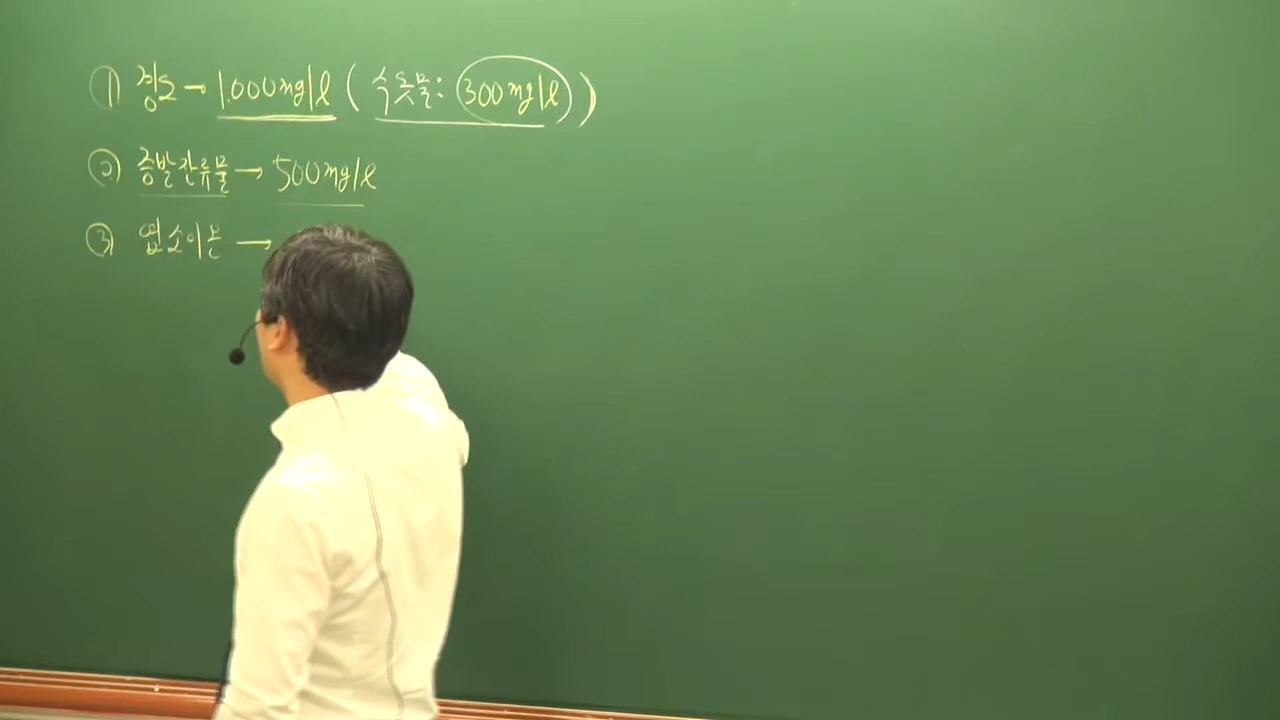 ① 경도 → 1,000mg/ℓ (수돗물: 300mg/ℓ)
② 증발잔류물 → 500mg/ℓ
③ 염소이온 →